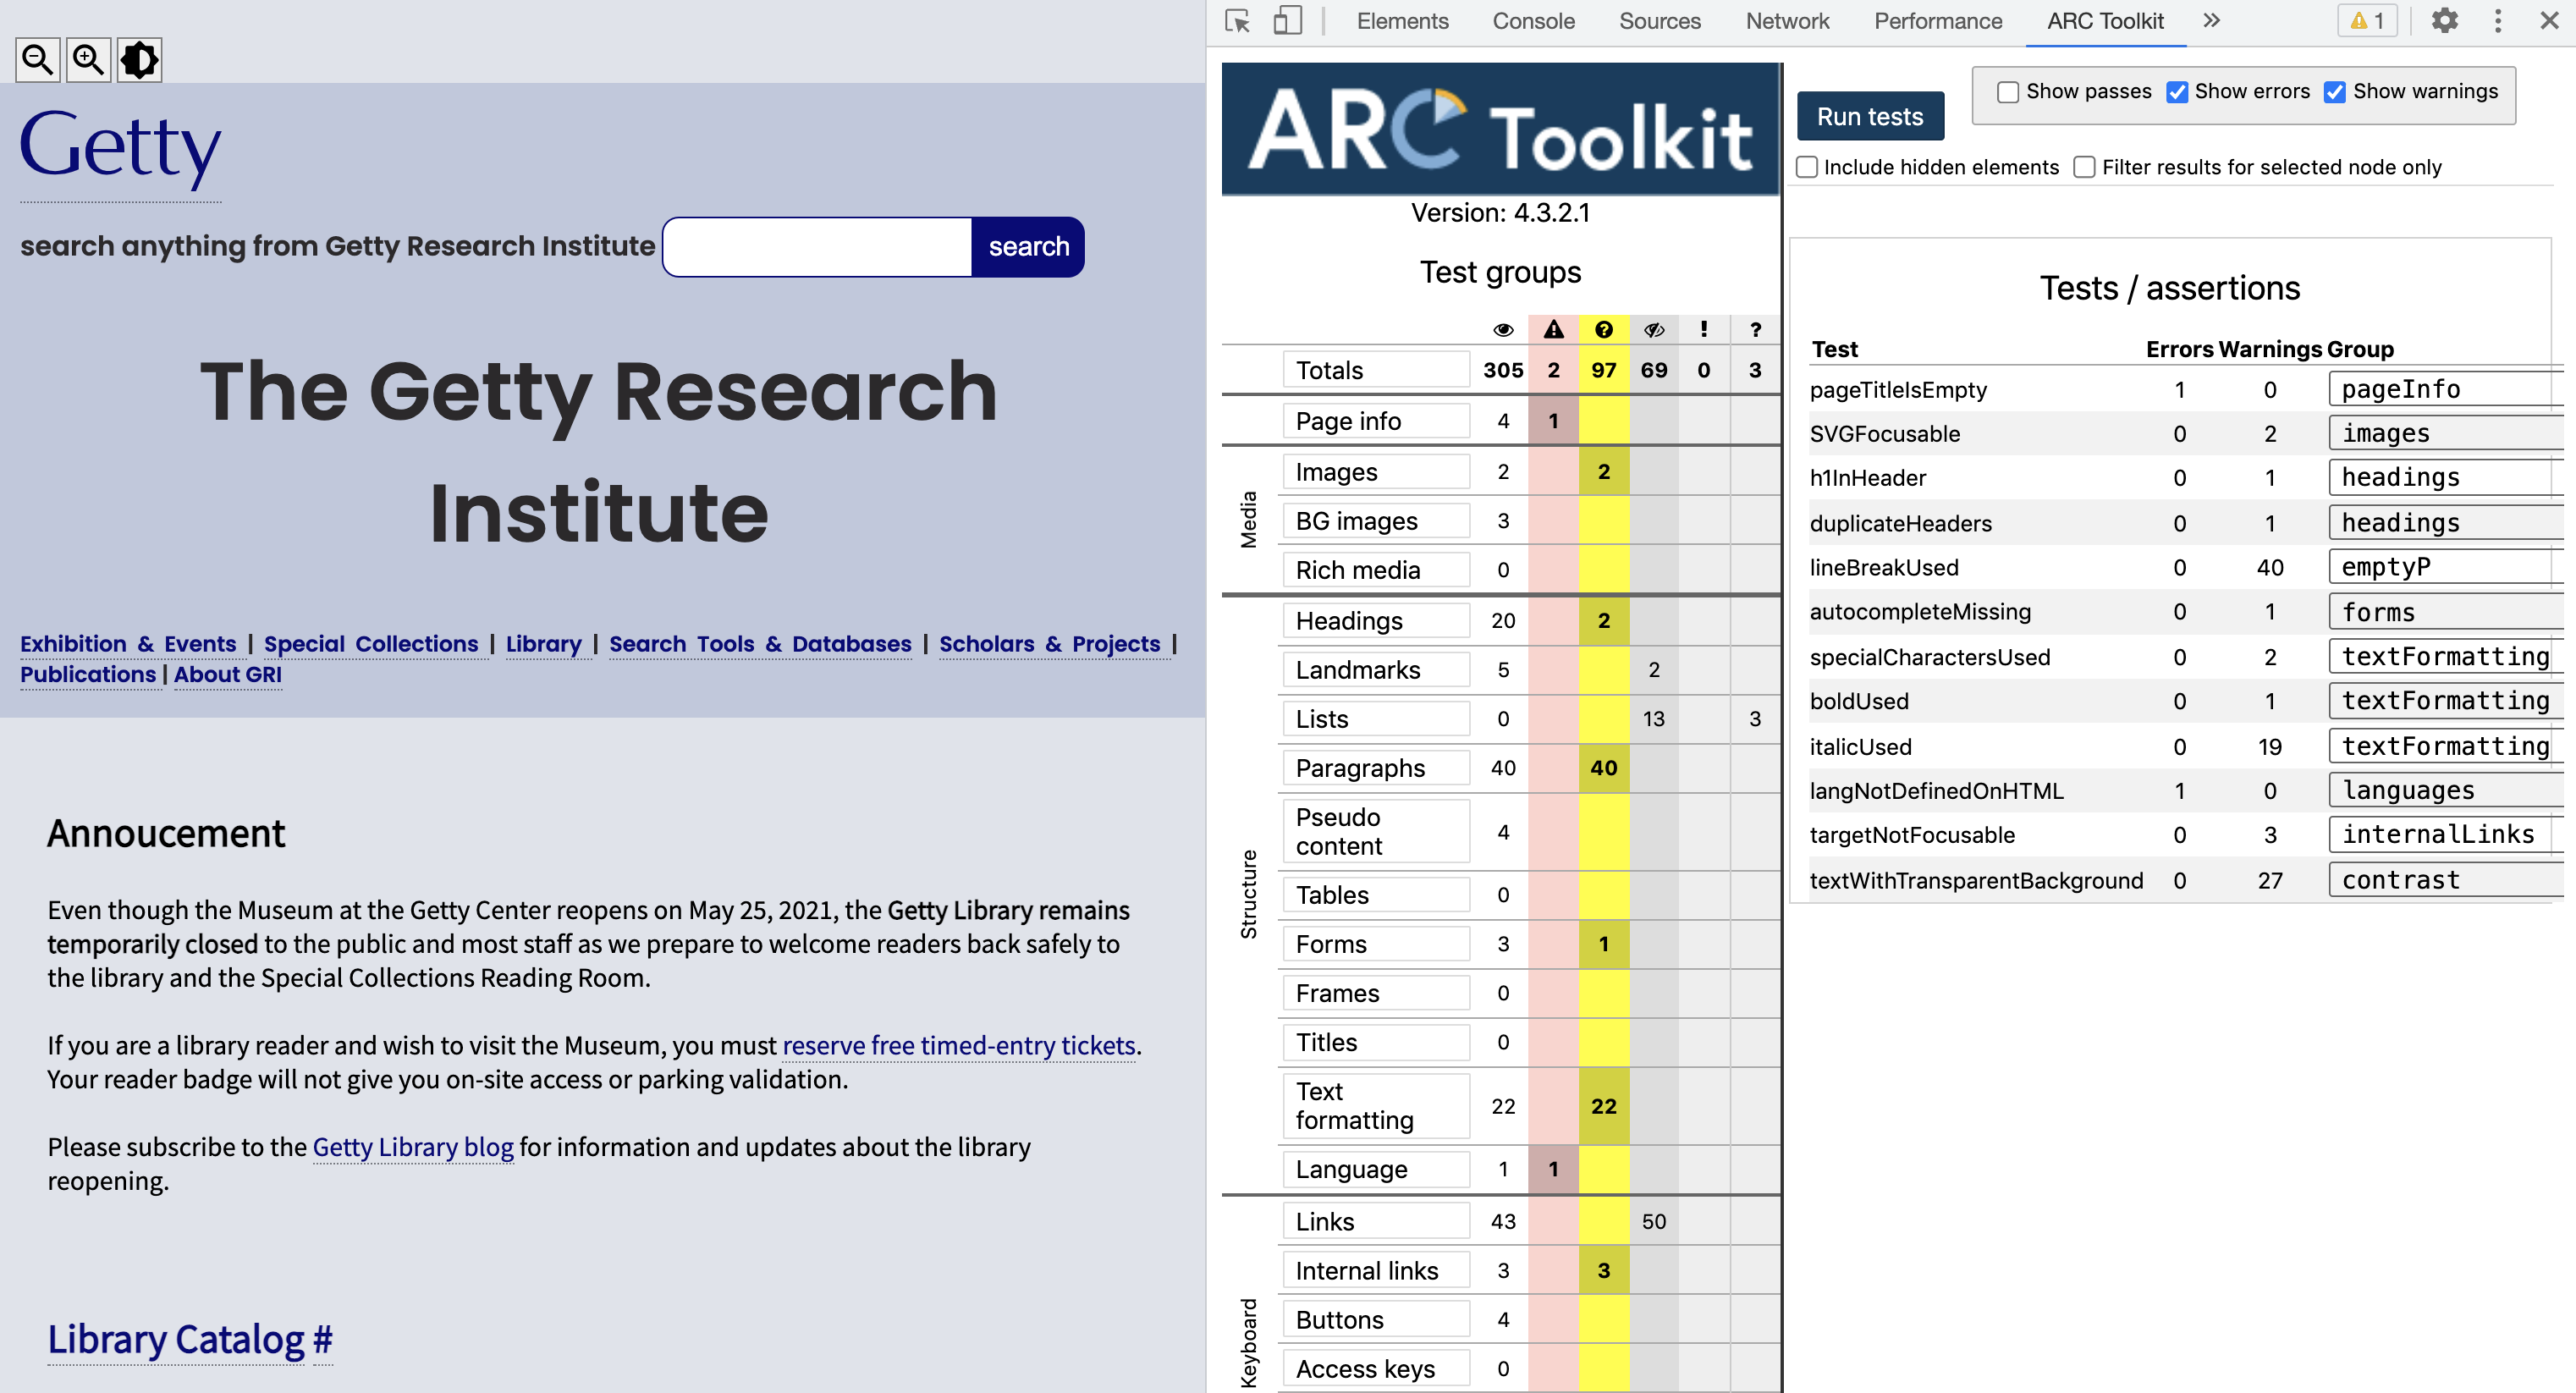 Getty
search anything from Getty Research Institute search
The Getty Research
Institute
Exhibition & Events | Special Collections | Library | Search Tools & Databases | Scholars & Projects |
Publications | About GRI
Annoucement
Even though the Museum at the Getty Center reopens on May 25, 2021, the Getty Library remains
temporarily closed to the public and most staff as we prepare to welcome readers back safely to
the library and the Special Collections Reading Room.
If you are a library reader and wish to visit the Museum, you must reserve free timed-entry tickets.
Your reader badge will not give you on-site access or parking validation.
Please subscribe to the Getty Library blog for information and updates about the library
reopening.
Library Catalog #
Elements Console Sources Network Performance ARC Toolkit » 1
ARC Toolkit
Version: 4.3.2.1
Test groups
! ?
Totals 305 2 97 69 0 3
Page info 4 1
Media
Images 2 2
BG images 3
Rich media 0
Structure
Headings 20 2
Landmarks 5 2
Lists 0 13 3
Paragraphs 40 40
Pseudo
content 4
Tables 0
Forms 3 1
Frames 0
Titles 0
Text
formatting 22 22
Language 1 1
Keyboard
Links 43 50
Internal links 3 3
Buttons 4
Access keys 0
Run tests
Show passes Show errors Show warnings
Include hidden elements Filter results for selected node only
Tests / assertions
Test Errors Warnings Group
pageTitleIsEmpty 1 0 pageInfo
SVGFocusable 0 2 images
h1InHeader 0 1 headings
duplicateHeaders 0 1 headings
lineBreakUsed 0 40 emptyP
autocompleteMissing 0 1 forms
specialCharactersUsed 0 2 textFormatting
boldUsed 0 1 textFormatting
italicUsed 0 19 textFormatting
langNotDefinedOnHTML 1 0 languages
targetNotFocusable 0 3 internalLinks
textWithTransparentBackground 0 27 contrast